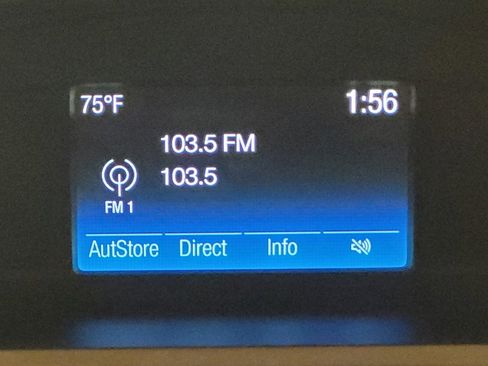 75°F 1:56
103.5 FM
103.5
FM 1
AutStore Direct Info